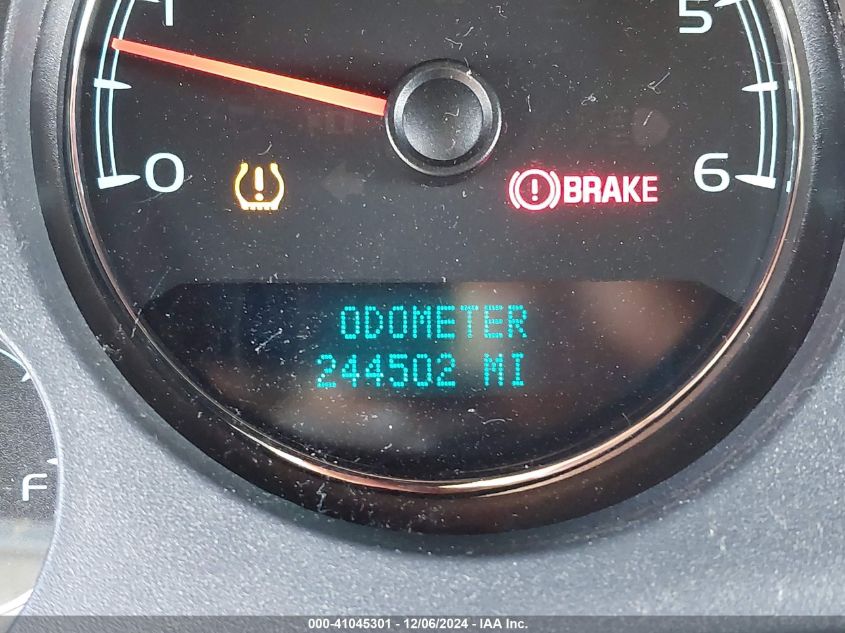 1
5
0
6
BRAKE
ODOMETER
244502 MI
F
000-41045301 - 12/06/2024 - IAA Inc.